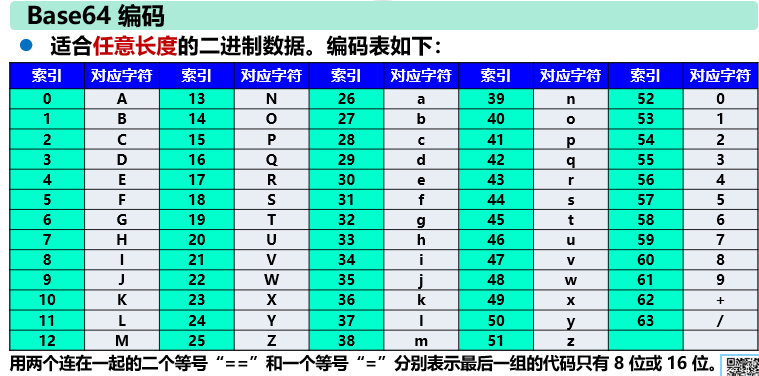 Base64 编码
适合任意长度的二进制数据。编码表如下：
索引 对应字符 索引 对应字符 索引 对应字符 索引 对应字符 索引 对应字符
0 A 13 N 26 a 39 n 52 0
1 B 14 O 27 b 40 o 53 1
2 C 15 P 28 c 41 p 54 2
3 D 16 Q 29 d 42 q 55 3
4 E 17 R 30 e 43 r 56 4
5 F 18 S 31 f 44 s 57 5
6 G 19 T 32 g 45 t 58 6
7 H 20 U 33 h 46 u 59 7
8 I 21 V 34 i 47 v 60 8
9 J 22 W 35 j 48 w 61 9
10 K 23 X 36 k 49 x 62 +
11 L 24 Y 37 l 50 y 63 /
12 M 25 Z 38 m 51 z
用两个连在一起的二个等号“==”和一个等号“=”分别表示最后一组的代码只有 8 位或 16 位。